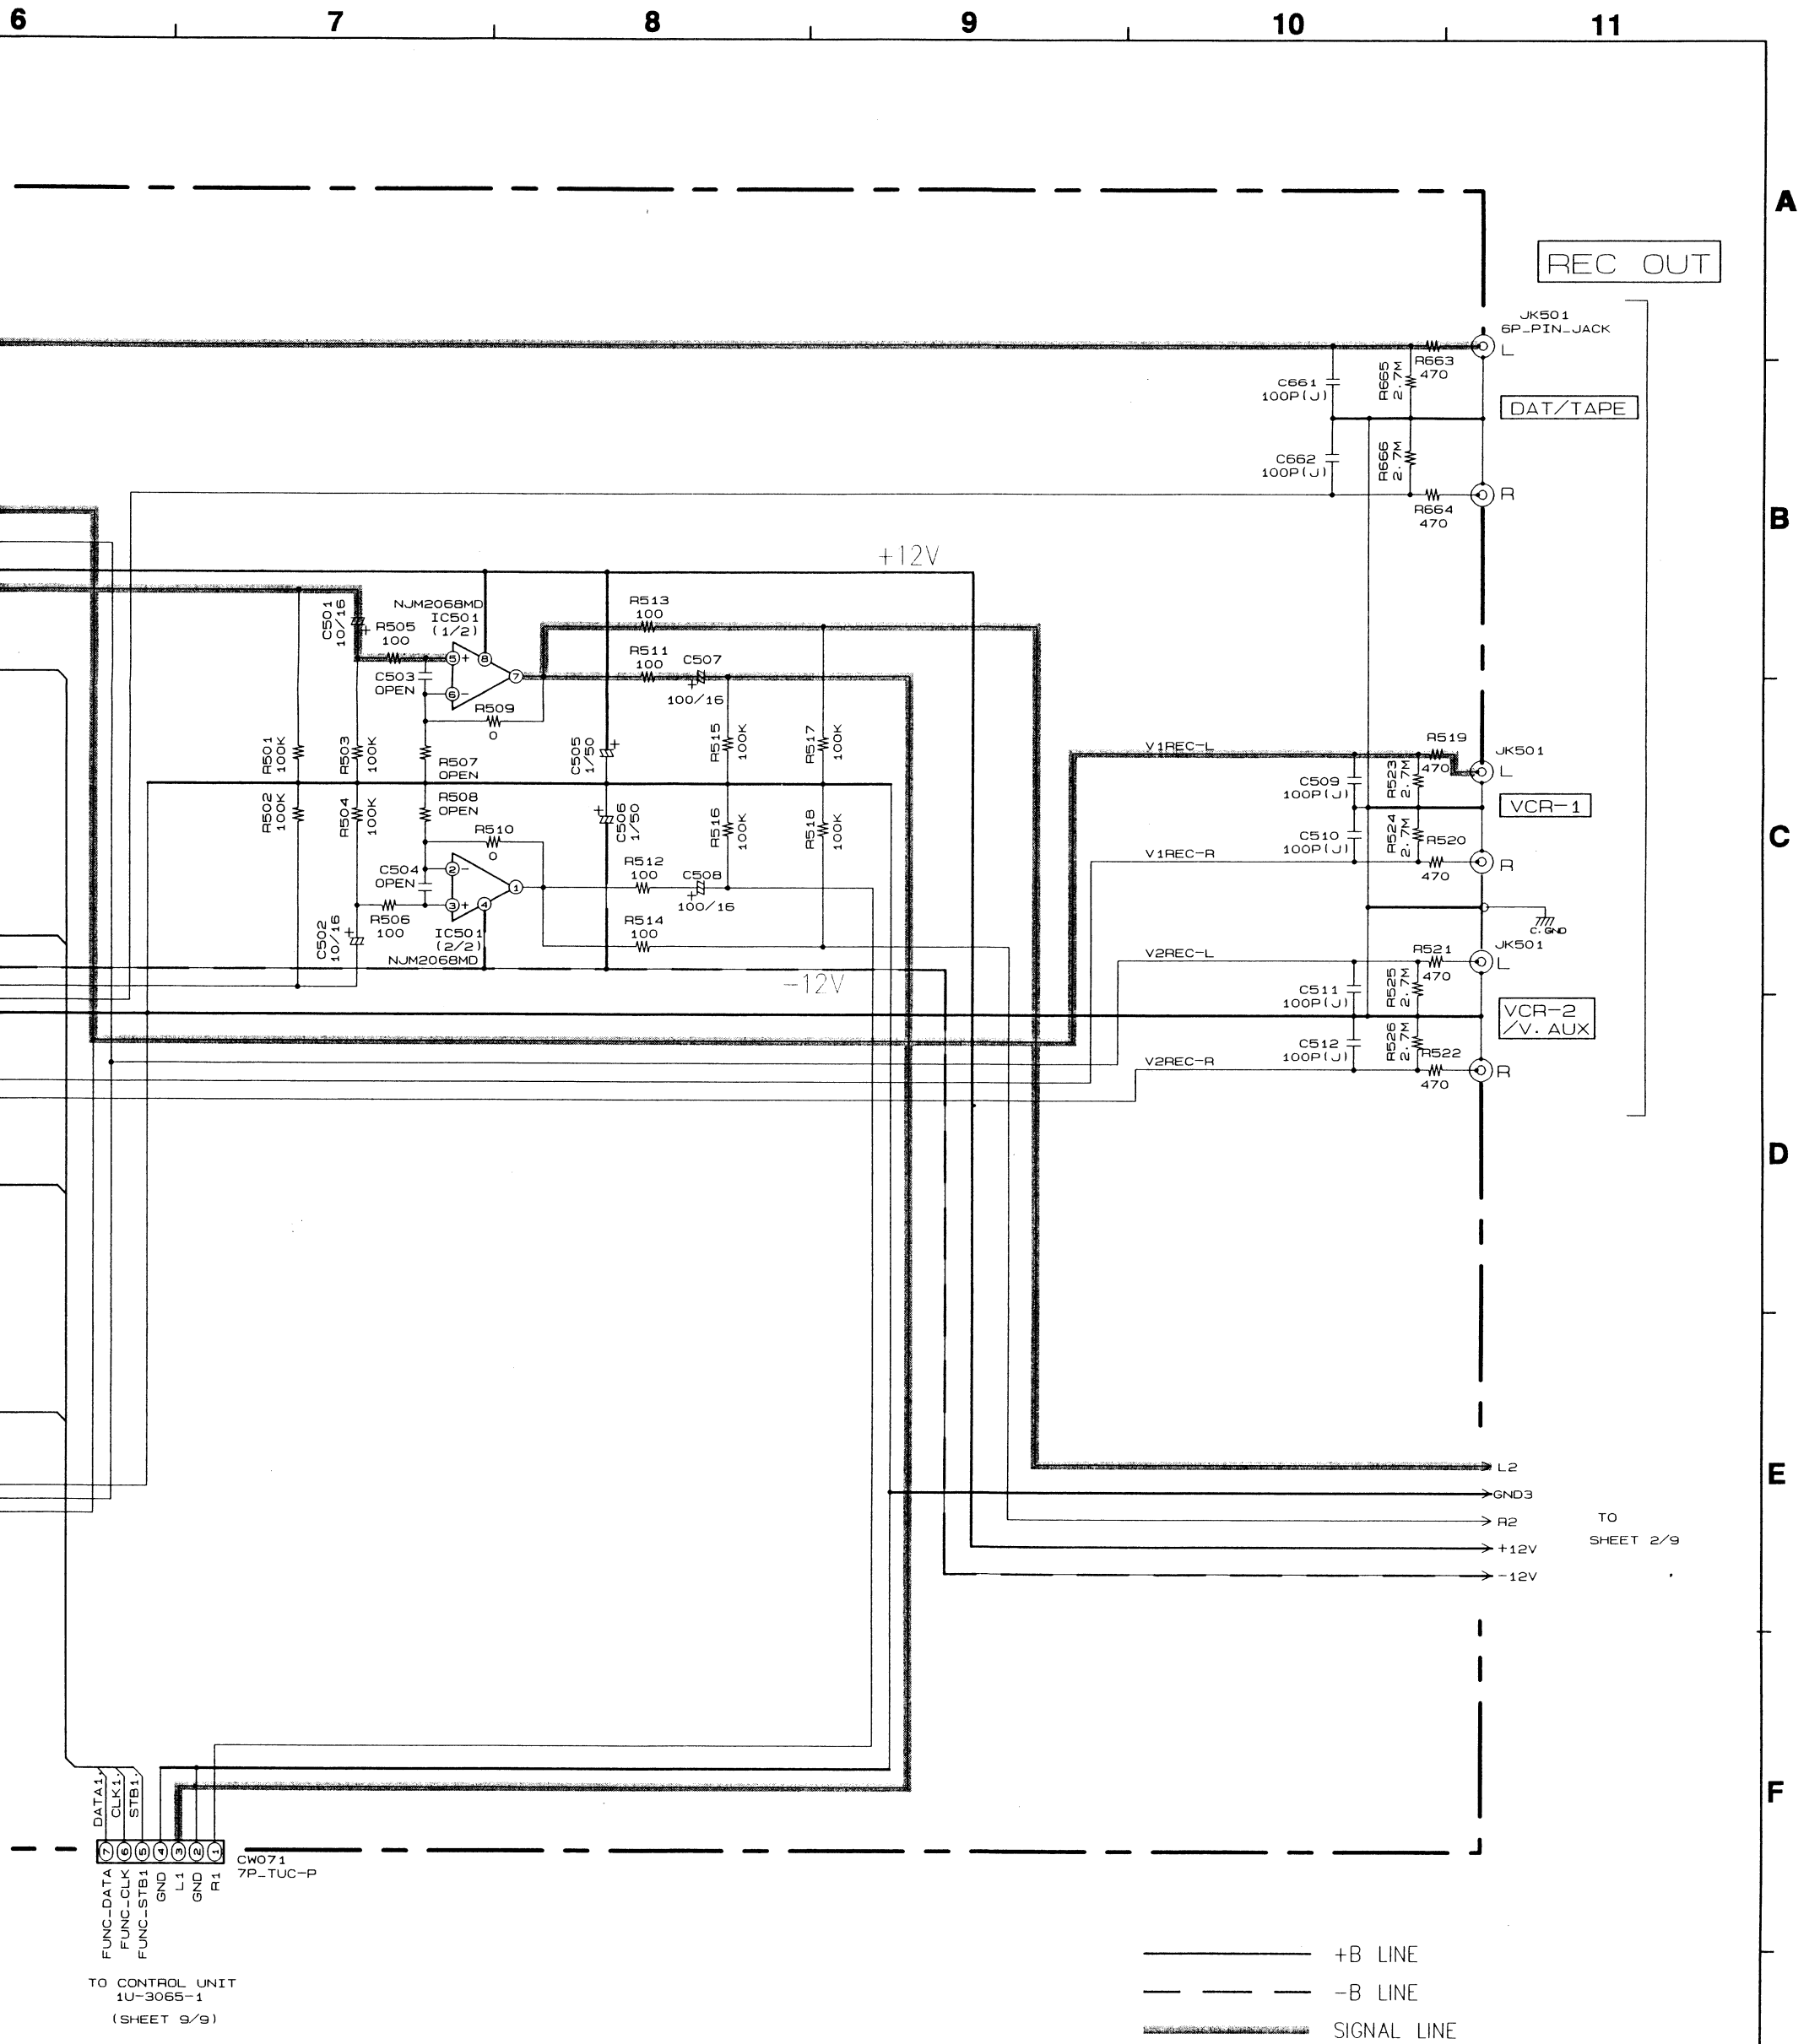 6 7 8 9 10 11
A
REC OUT
JK501
6P_PIN_JACK
L
R663
470
C661
100P(J)
R665
2.7M
DAT/TAPE
C662
100P(J)
R666
2.7M
R
R664
470
B
+12V
C501
10/16
+
R505
100
NJM2068MD
IC501
(1/2)
5 + 8
6 -
7
C503
OPEN
R513
100
R511
100
C507
+
100/16
R509
0
R501
100K
R503
100K
R507
OPEN
C505
1/50
+
R515
100K
R517
100K
V1REC-L
R519
470
JK501
L
C509
100P(J)
R523
2.7M
VCR-1
R502
100K
R504
100K
R508
OPEN
C506
1/50
+
R516
100K
R518
100K
R510
0
C510
100P(J)
R524
2.7M
R520
470
R
V1REC-R
C
C504
OPEN
2 -
3 + 4
1
R512
100
C508
+
100/16
C502
10/16
+
R506
100
IC501
(2/2)
NJM2068MD
R514
100
C.GND
-12V
V2REC-L
R521
470
JK501
L
C511
100P(J)
R525
2.7M
VCR-2
/V.AUX
C512
100P(J)
R526
2.7M
R522
470
R
V2REC-R
D
L2
GND3
R2
+12V
-12V
TO
SHEET 2/9
E
F
DATA1.
CLK1.
STB1.
7 6 5 4 3 2 1
CW071
7P_TUC-P
FUNC_DATA
FUNC_CLK
FUNC_STB1
GND
L1
GND
R1
TO CONTROL UNIT
1U-3065-1
(SHEET 9/9)
+B LINE
-B LINE
SIGNAL LINE